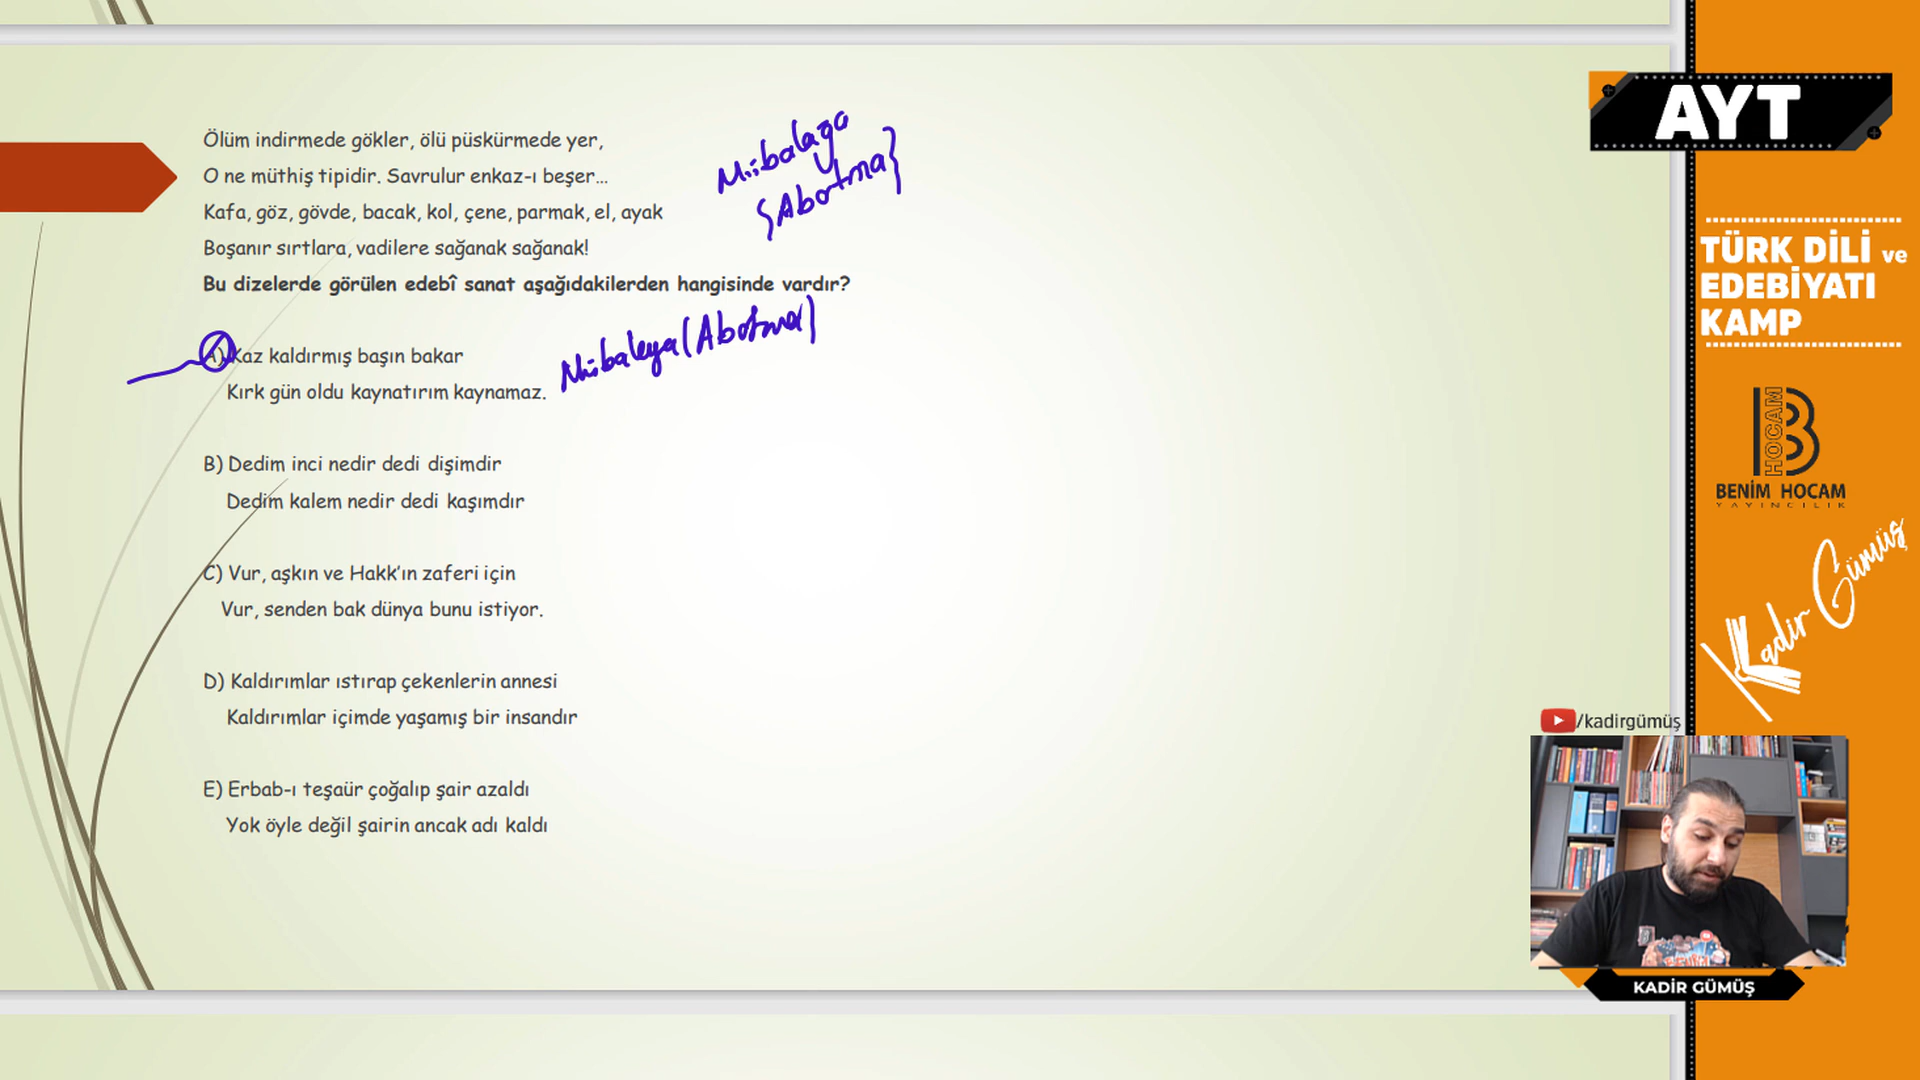 Ölüm indirmede gökler, ölü püskürmede yer,
O ne müthiş tipidir. Savrulur enkaz-ı beşer...
Kafa, göz, gövde, bacak, kol, çene, parmak, el, ayak
Boşanır sırtlara, vadilere sağanak sağanak!
Bu dizelerde görülen edebî sanat aşağıdakilerden hangisinde vardır?
Mübalağa
{Abartma}
A) Kaz kaldırmış başın bakar
Kırk gün oldu kaynatırım kaynamaz.
Mübalağa (Abartma)
B) Dedim inci nedir dedi dişimdir
Dedim kalem nedir dedi kaşımdır
C) Vur, aşkın ve Hakk'ın zaferi için
Vur, senden bak dünya bunu istiyor.
D) Kaldırımlar ıstırap çekenlerin annesi
Kaldırımlar içimde yaşamış bir insandır
E) Erbab-ı teşaür çoğalıp şair azaldı
Yok öyle değil şairin ancak adı kaldı
AYT
TÜRK DİLİ ve
EDEBİYATI
KAMP
B HOCAM
BENİM HOCAM
YAYINCILIK
Kadir Gümüş
/kadirgümüş
KADİR GÜMÜŞ